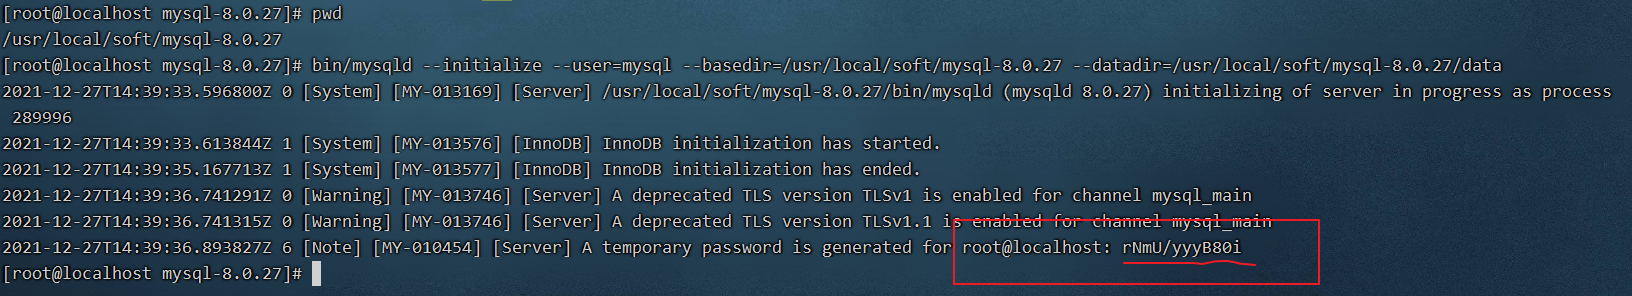 [root@localhost mysql-8.0.27]# pwd
/usr/local/soft/mysql-8.0.27
[root@localhost mysql-8.0.27]# bin/mysqld --initialize --user=mysql --basedir=/usr/local/soft/mysql-8.0.27 --datadir=/usr/local/soft/mysql-8.0.27/data
2021-12-27T14:39:33.596800Z 0 [System] [MY-013169] [Server] /usr/local/soft/mysql-8.0.27/bin/mysqld (mysqld 8.0.27) initializing of server in progress as process
289996
2021-12-27T14:39:33.613844Z 1 [System] [MY-013576] [InnoDB] InnoDB initialization has started.
2021-12-27T14:39:35.167713Z 1 [System] [MY-013577] [InnoDB] InnoDB initialization has ended.
2021-12-27T14:39:36.741291Z 0 [Warning] [MY-013746] [Server] A deprecated TLS version TLSv1 is enabled for channel mysql_main
2021-12-27T14:39:36.741315Z 0 [Warning] [MY-013746] [Server] A deprecated TLS version TLSv1.1 is enabled for channel mysql_main
2021-12-27T14:39:36.893827Z 6 [Note] [MY-010454] [Server] A temporary password is generated for root@localhost: rNmU/yyyB80i
[root@localhost mysql-8.0.27]#